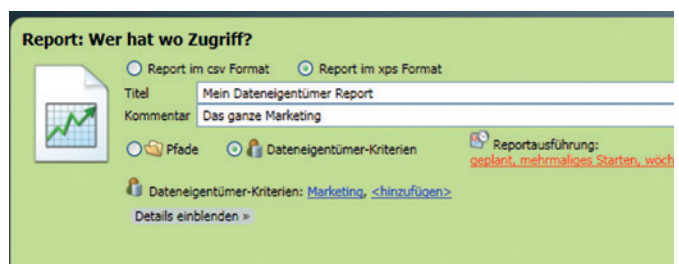 Report: Wer hat wo Zugriff?
Report im csv Format Report im xps Format
Titel Mein Dateneigentümer Report
Kommentar Das ganze Marketing
Pfade Dateneigentümer-Kriterien Reportausführung:
geplant, mehrmaliges Starten, wöch
Dateneigentümer-Kriterien: Marketing, <hinzufügen>
Details einblenden »